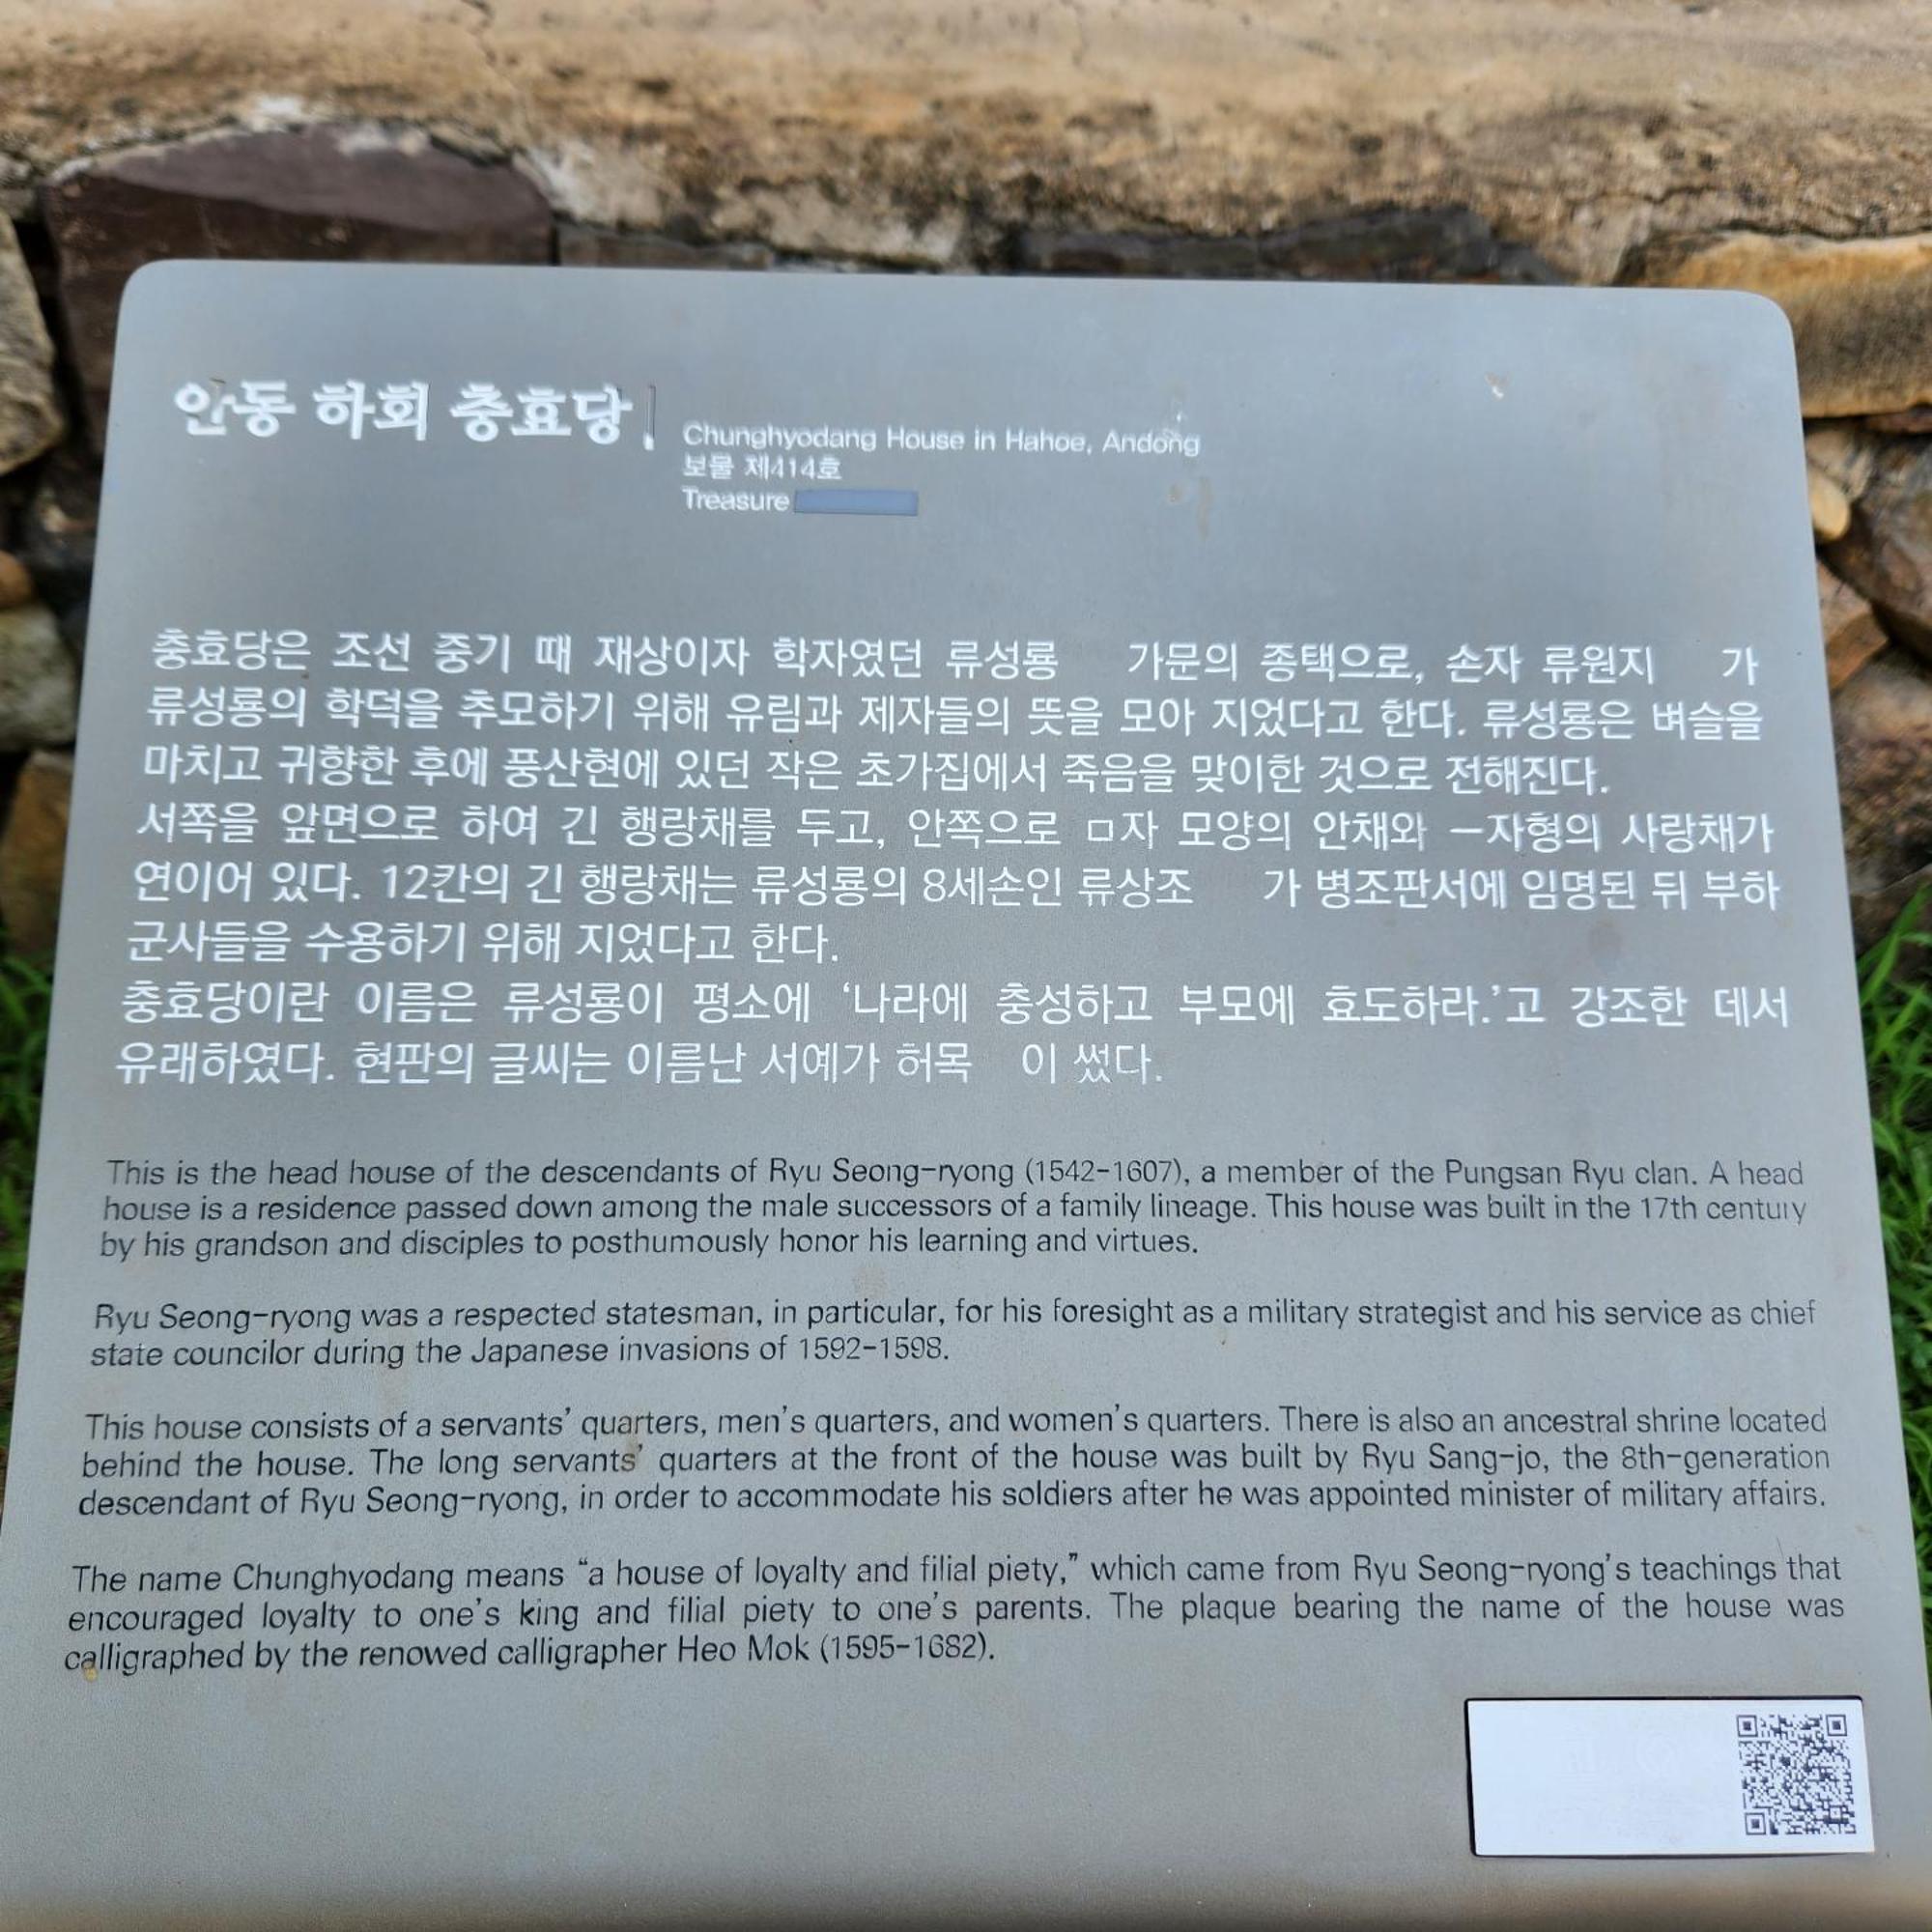 안동 하회 충효당
Chunghyodang House in Hahoe, Andong
보물 제414호
Treasure
충효당은 조선 중기 때 재상이자 학자였던 류성룡 가문의 종택으로, 손자 류원지 가
류성룡의 학덕을 추모하기 위해 유림과 제자들의 뜻을 모아 지었다고 한다. 류성룡은 벼슬을
마치고 귀향한 후에 풍산현에 있던 작은 초가집에서 죽음을 맞이한 것으로 전해진다.
서쪽을 앞면으로 하여 긴 행랑채를 두고, 안쪽으로 ㅁ자 모양의 안채와 ㅡ자형의 사랑채가
연이어 있다. 12칸의 긴 행랑채는 류성룡의 8세손인 류상조 가 병조판서에 임명된 뒤 부하
군사들을 수용하기 위해 지었다고 한다.
충효당이란 이름은 류성룡이 평소에 ‘나라에 충성하고 부모에 효도하라.’고 강조한 데서
유래하였다. 현판의 글씨는 이름난 서예가 허목 이 썼다.
This is the head house of the descendants of Ryu Seong-ryong (1542-1607), a member of the Pungsan Ryu clan. A head
house is a residence passed down among the male successors of a family lineage. This house was built in the 17th century
by his grandson and disciples to posthumously honor his learning and virtues.
Ryu Seong-ryong was a respected statesman, in particular, for his foresight as a military strategist and his service as chief
state councilor during the Japanese invasions of 1592-1598.
This house consists of a servants’ quarters, men’s quarters, and women’s quarters. There is also an ancestral shrine located
behind the house. The long servants’ quarters at the front of the house was built by Ryu Sang-jo, the 8th-generation
descendant of Ryu Seong-ryong, in order to accommodate his soldiers after he was appointed minister of military affairs.
The name Chunghyodang means “a house of loyalty and filial piety,” which came from Ryu Seong-ryong’s teachings that
encouraged loyalty to one’s king and filial piety to one’s parents. The plaque bearing the name of the house was
calligraphed by the renowed calligrapher Heo Mok (1595-1682).